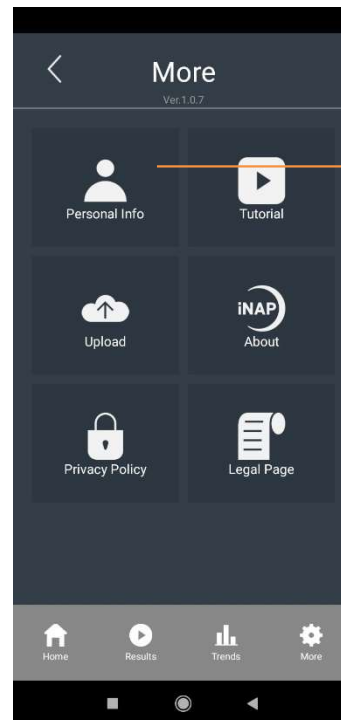 More
Ver.1.0.7
Personal Info
Tutorial
Upload
iNAP
About
Privacy Policy
Legal Page
Home
Results
Trends
More